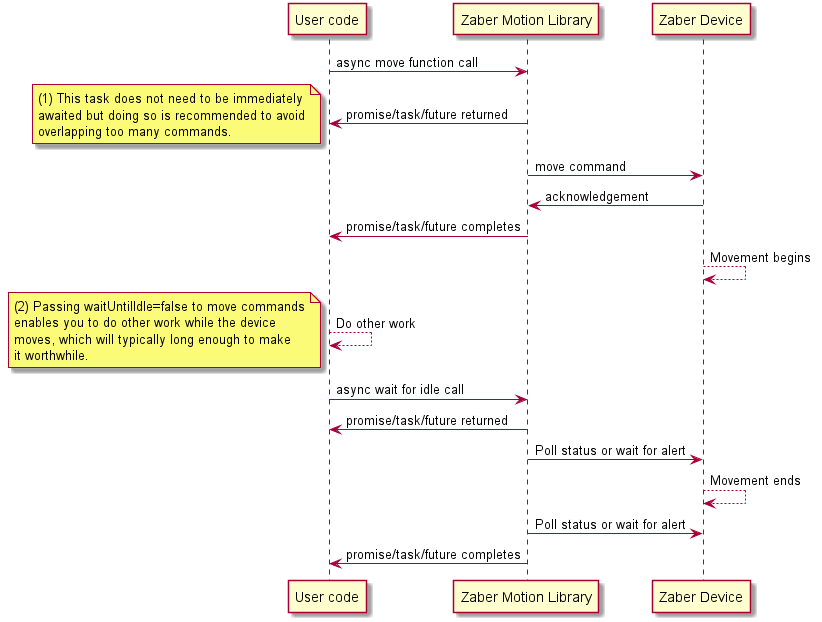 User code
Zaber Motion Library
Zaber Device
async move function call
(1) This task does not need to be immediately
awaited but doing so is recommended to avoid
overlapping too many commands.
promise/task/future returned
move command
acknowledgement
promise/task/future completes
Movement begins
(2) Passing waitUntilIdle=false to move commands
enables you to do other work while the device
moves, which will typically long enough to make
it worthwhile.
Do other work
async wait for idle call
promise/task/future returned
Poll status or wait for alert
Movement ends
Poll status or wait for alert
promise/task/future completes
User code
Zaber Motion Library
Zaber Device